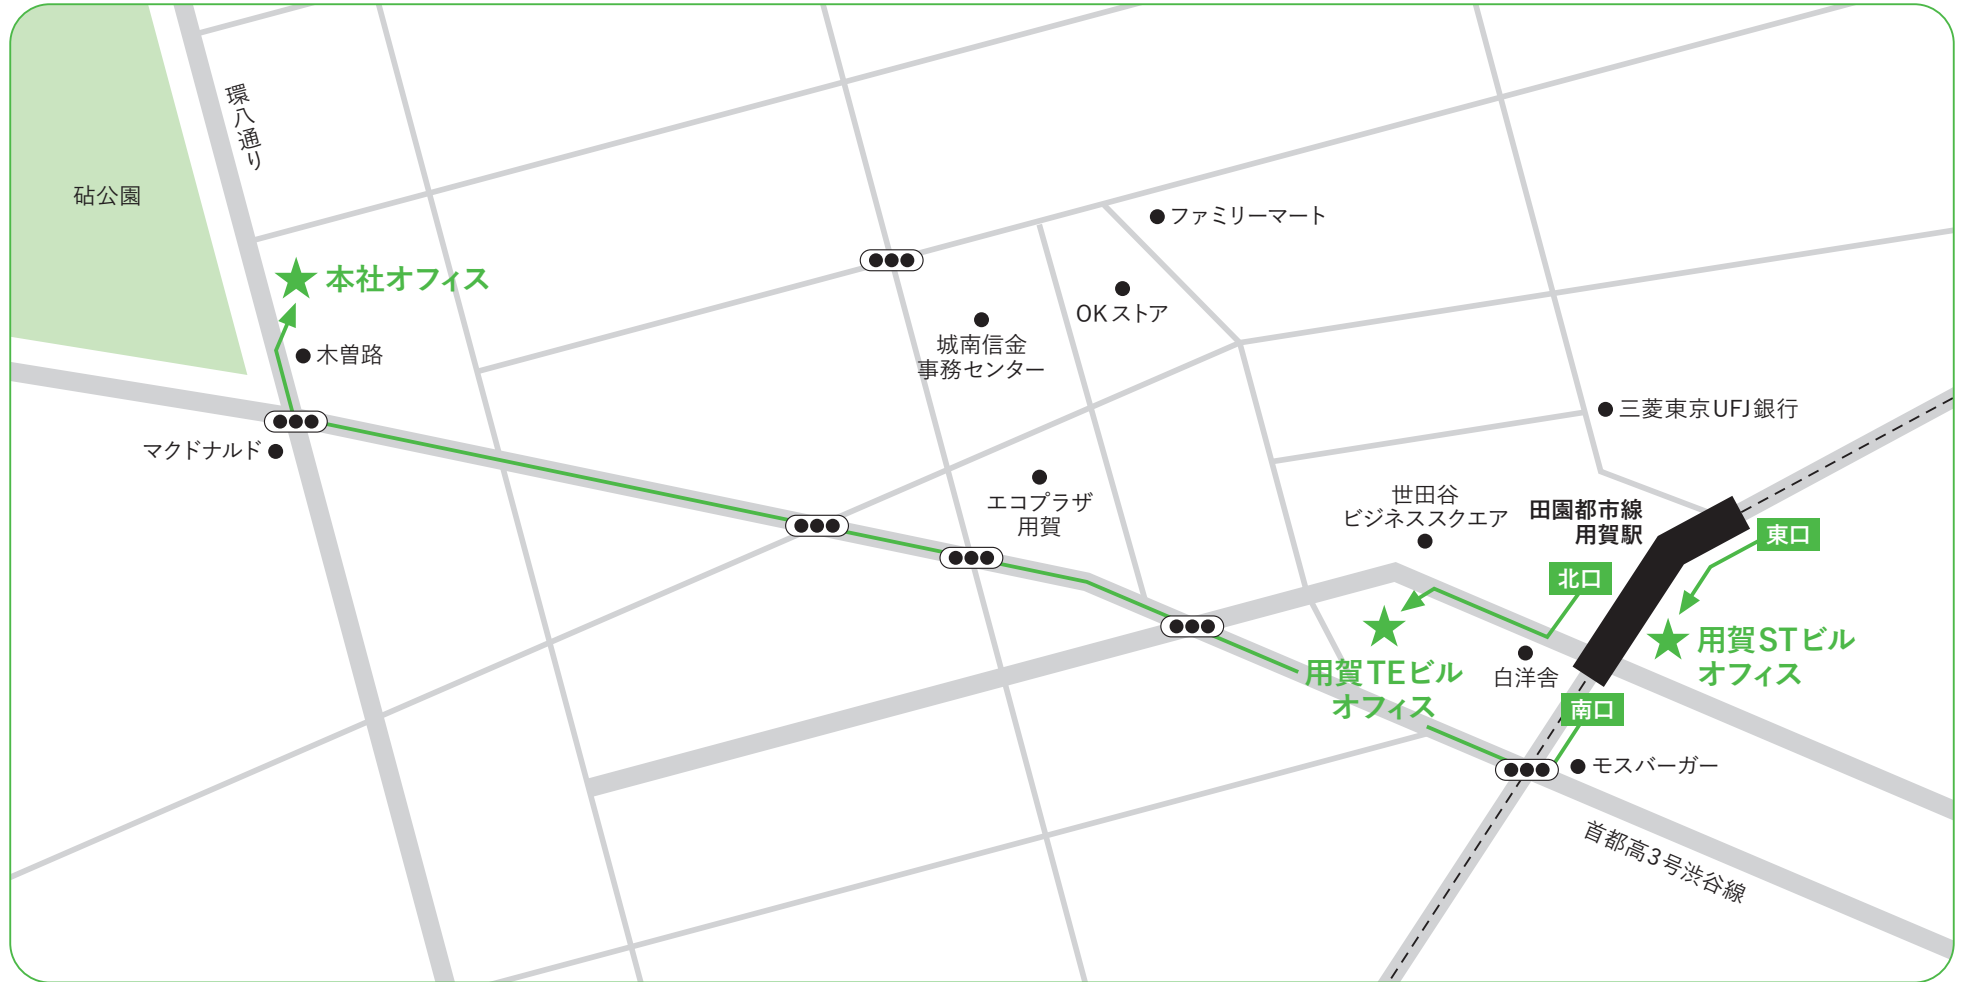 環八通り
砧公園
ファミリーマート
本社オフィス
OKストア
城南信金
事務センター
木曽路
三菱東京UFJ銀行
マクドナルド
エコプラザ
用賀
世田谷
ビジネススクエア
田園都市線
用賀駅
東口
北口
用賀STビル
オフィス
白洋舎
用賀TEビル
オフィス
南口
モスバーガー
首都高3号渋谷線